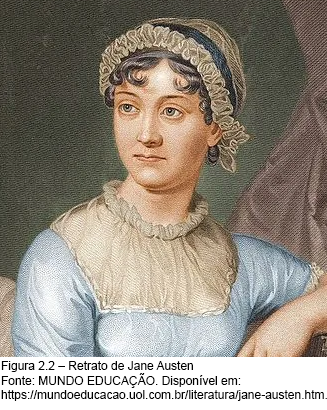 Figura 2.2 – Retrato de Jane Austen
Fonte: MUNDO EDUCAÇÃO. Disponível em:
https://mundoeducacao.uol.com.br/literatura/jane-austen.htm.